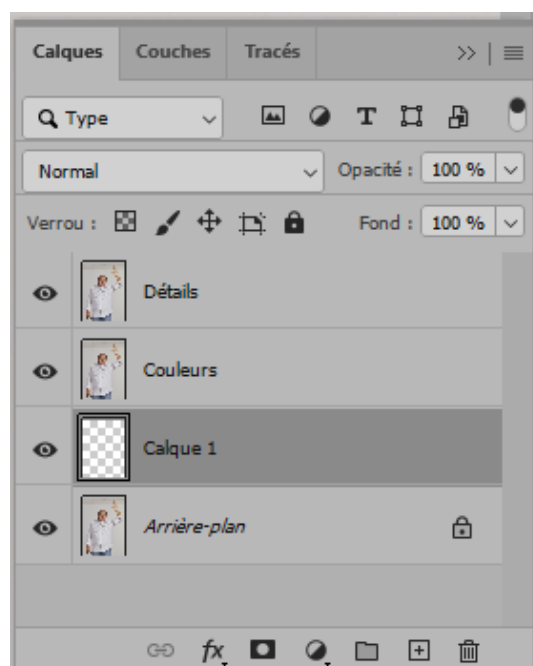 Calques Couches Tracés
Type
Normal Opacité : 100 %
Verrou : Fond : 100 %
Détails
Couleurs
Calque 1
Arrière-plan
fx